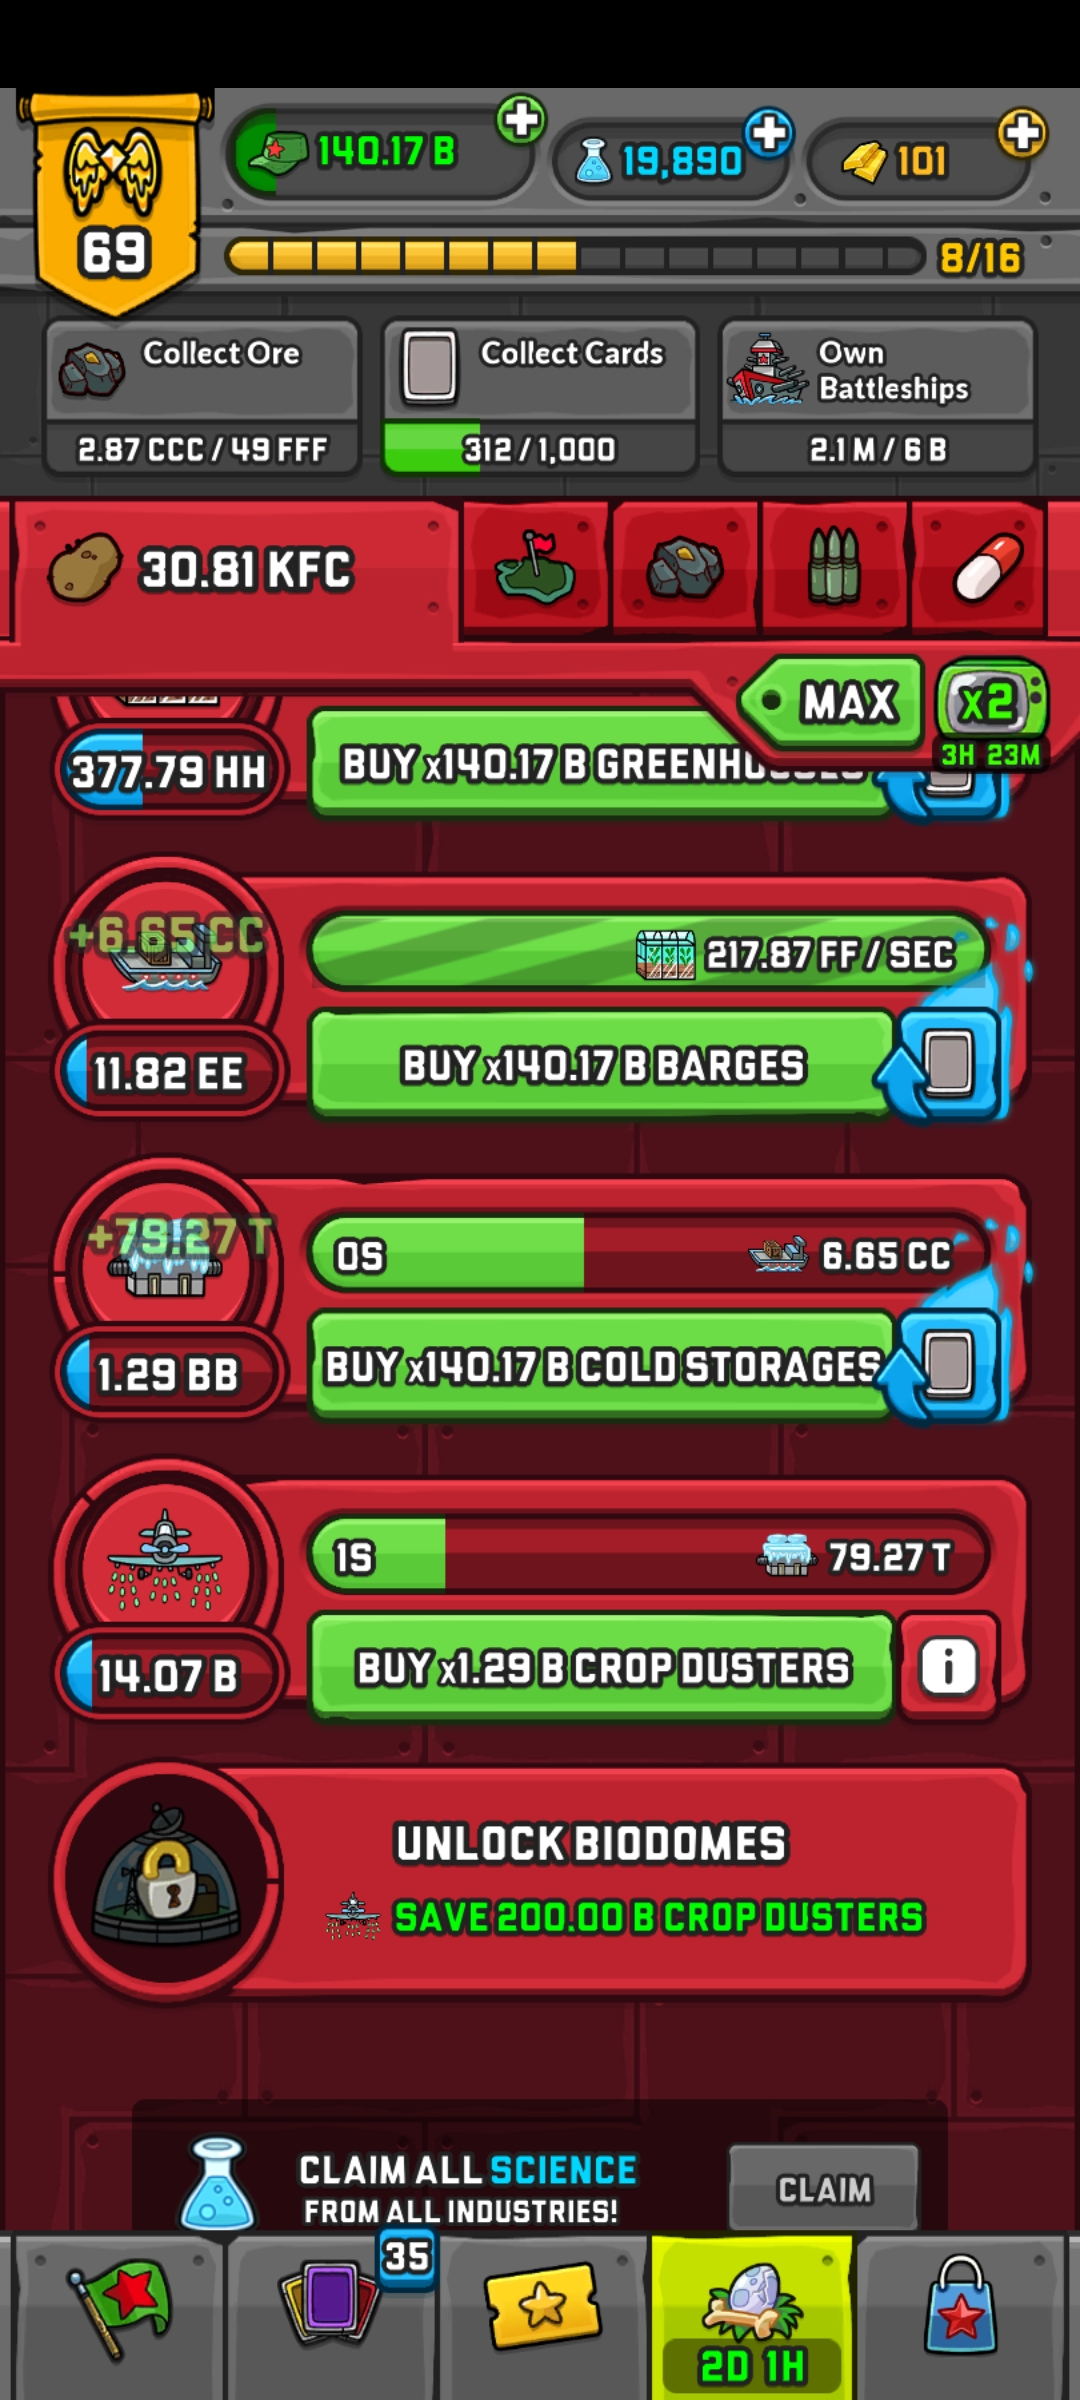 69
140.17 B
19,890
101
8/16
Collect Ore
2.87 CCC / 49 FFF
Collect Cards
312 / 1,000
Own
Battleships
2.1 M / 6 B
30.81 KFC
MAX
x2
3H 23M
377.79 HH
BUY x140.17 B GREENHOUSES
+6.65 CC
217.87 FF / SEC
11.82 EE
BUY x140.17 B BARGES
+79.27 T
0S
6.65 CC
1.29 BB
BUY x140.17 B COLD STORAGES
1S
79.27 T
14.07 B
BUY x1.29 B CROP DUSTERS
i
UNLOCK BIODOMES
SAVE 200.00 B CROP DUSTERS
CLAIM ALL SCIENCE
FROM ALL INDUSTRIES!
CLAIM
35
2D 1H